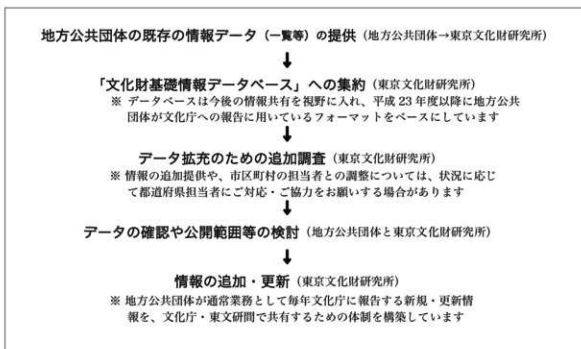 地方公共団体の既存の情報データ（一覧等）の提供（地方公共団体→東京文化財研究所）
↓
「文化財基礎情報データベース」への集約（東京文化財研究所）
※ データベースは今後の情報共有を視野に入れ、平成 23 年度以降に地方公共
団体が文化庁への報告に用いているフォーマットをベースにしています
↓
データ拡充のための追加調査（東京文化財研究所）
※ 情報の追加提供や、市区町村の担当者との調整については、状況に応じ
て都道府県担当者にご対応・ご協力をお願いする場合があります
↓
データの確認や公開範囲等の検討（地方公共団体と東京文化財研究所）
↓
情報の追加・更新（東京文化財研究所）
※ 地方公共団体が通常業務として毎年文化庁に報告する新規・更新情
報を、文化庁・東文研間で共有するための体制を構築しています